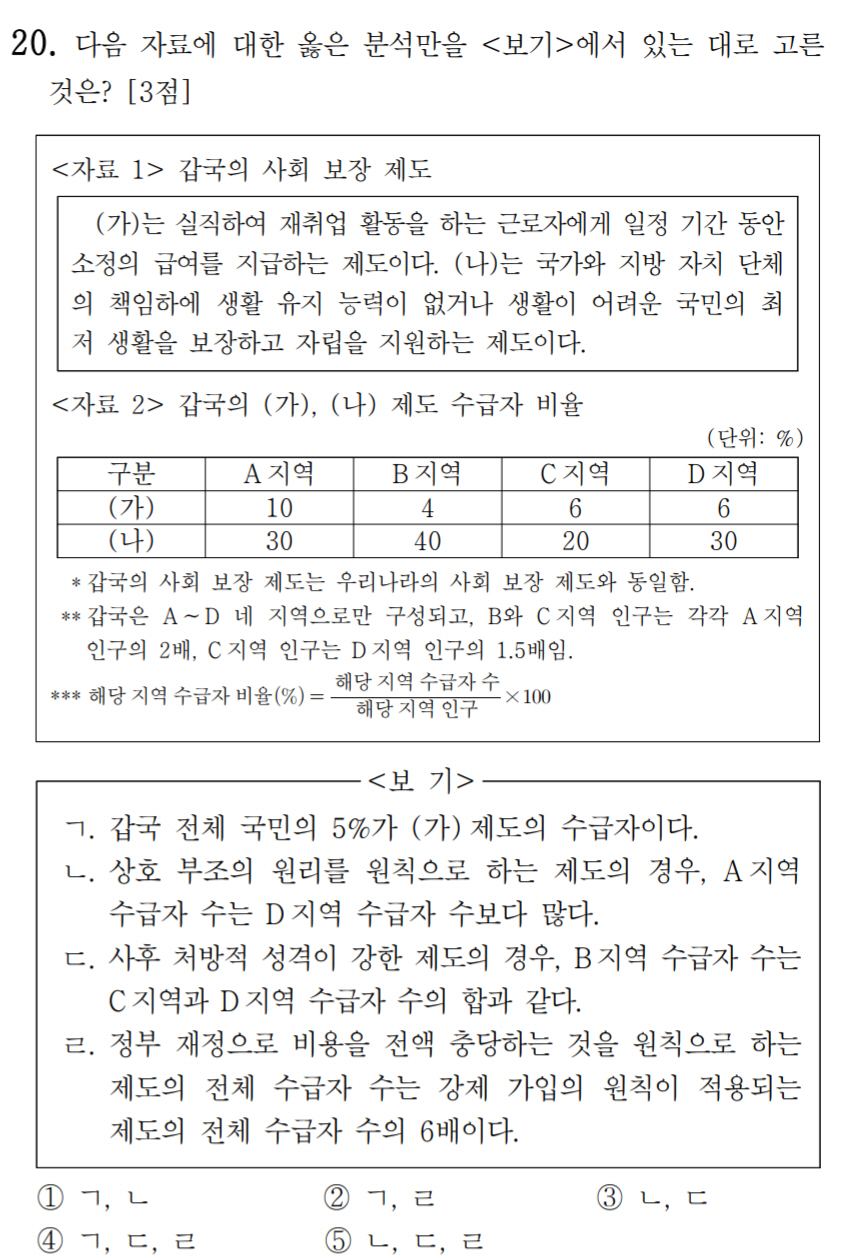 20. 다음 자료에 대한 옳은 분석만을 <보기>에서 있는 대로 고른
것은? [3점]
<자료 1> 갑국의 사회 보장 제도
(가)는 실직하여 재취업 활동을 하는 근로자에게 일정 기간 동안
소정의 급여를 지급하는 제도이다. (나)는 국가와 지방 자치 단체
의 책임하에 생활 유지 능력이 없거나 생활이 어려운 국민의 최
저 생활을 보장하고 자립을 지원하는 제도이다.
<자료 2> 갑국의 (가), (나) 제도 수급자 비율
(단위: %)
구분 A 지역 B 지역 C 지역 D 지역
(가) 10 4 6 6
(나) 30 40 20 30
* 갑국의 사회 보장 제도는 우리나라의 사회 보장 제도와 동일함.
** 갑국은 A～D 네 지역으로만 구성되고, B와 C 지역 인구는 각각 A 지역
인구의 2배, C 지역 인구는 D 지역 인구의 1.5배임.
*** 해당 지역 수급자 비율(%) = 해당 지역 수급자 수 / 해당 지역 인구 × 100
<보 기>
ㄱ. 갑국 전체 국민의 5%가 (가) 제도의 수급자이다.
ㄴ. 상호 부조의 원리를 원칙으로 하는 제도의 경우, A 지역
수급자 수는 D 지역 수급자 수보다 많다.
ㄷ. 사후 처방적 성격이 강한 제도의 경우, B 지역 수급자 수는
C 지역과 D 지역 수급자 수의 합과 같다.
ㄹ. 정부 재정으로 비용을 전액 충당하는 것을 원칙으로 하는
제도의 전체 수급자 수는 강제 가입의 원칙이 적용되는
제도의 전체 수급자 수의 6배이다.
① ㄱ, ㄴ ② ㄱ, ㄹ ③ ㄴ, ㄷ
④ ㄱ, ㄷ, ㄹ ⑤ ㄴ, ㄷ, ㄹ